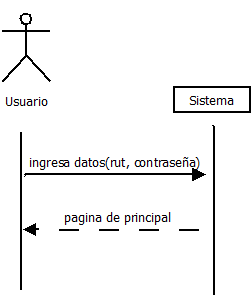 Usuario
Sistema
ingresa datos(rut, contraseña)
pagina de principal